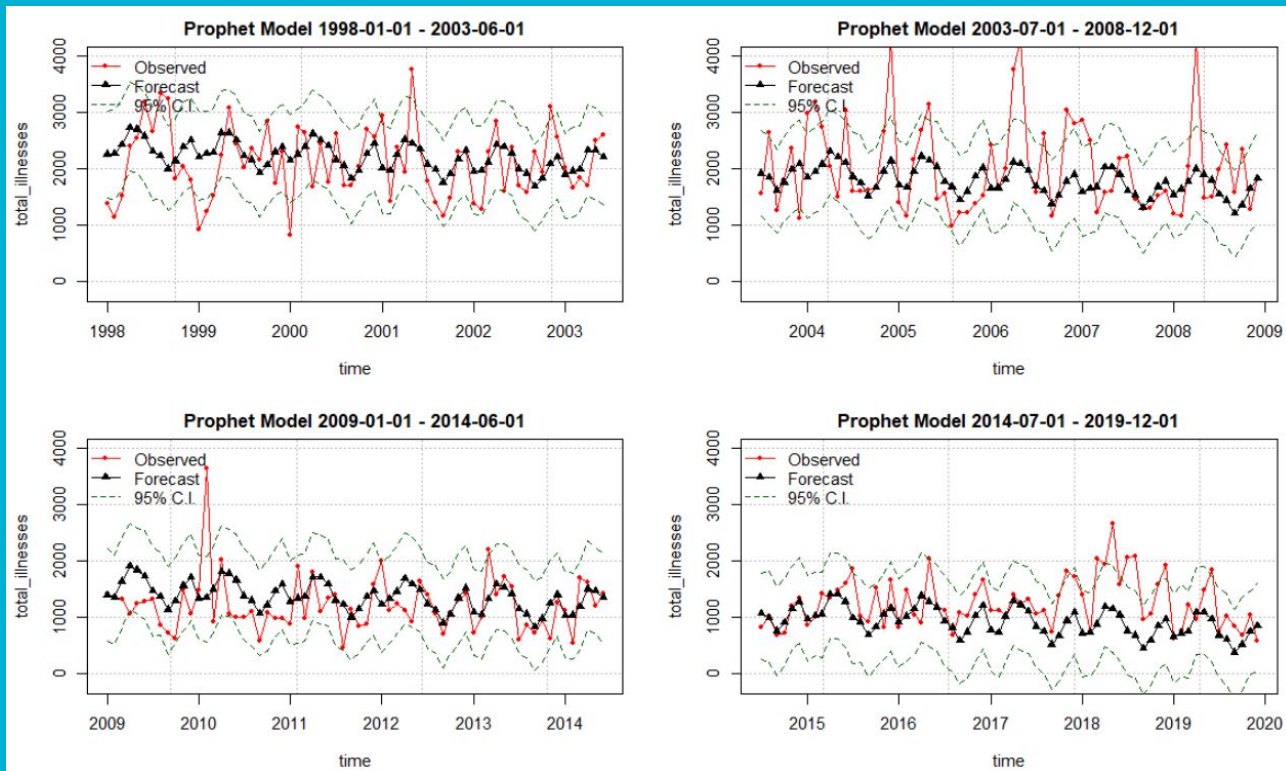 Prophet Model 1998-01-01 - 2003-06-01
total_illnesses
4000
3000
2000
1000
0
Observed
Forecast
95% C.I.
1998 1999 2000 2001 2002 2003
time
Prophet Model 2003-07-01 - 2008-12-01
total_illnesses
4000
3000
2000
1000
0
Observed
Forecast
95% C.I.
2004 2005 2006 2007 2008 2009
time
Prophet Model 2009-01-01 - 2014-06-01
total_illnesses
4000
3000
2000
1000
0
Observed
Forecast
95% C.I.
2009 2010 2011 2012 2013 2014
time
Prophet Model 2014-07-01 - 2019-12-01
total_illnesses
4000
3000
2000
1000
0
Observed
Forecast
95% C.I.
2015 2016 2017 2018 2019 2020
time